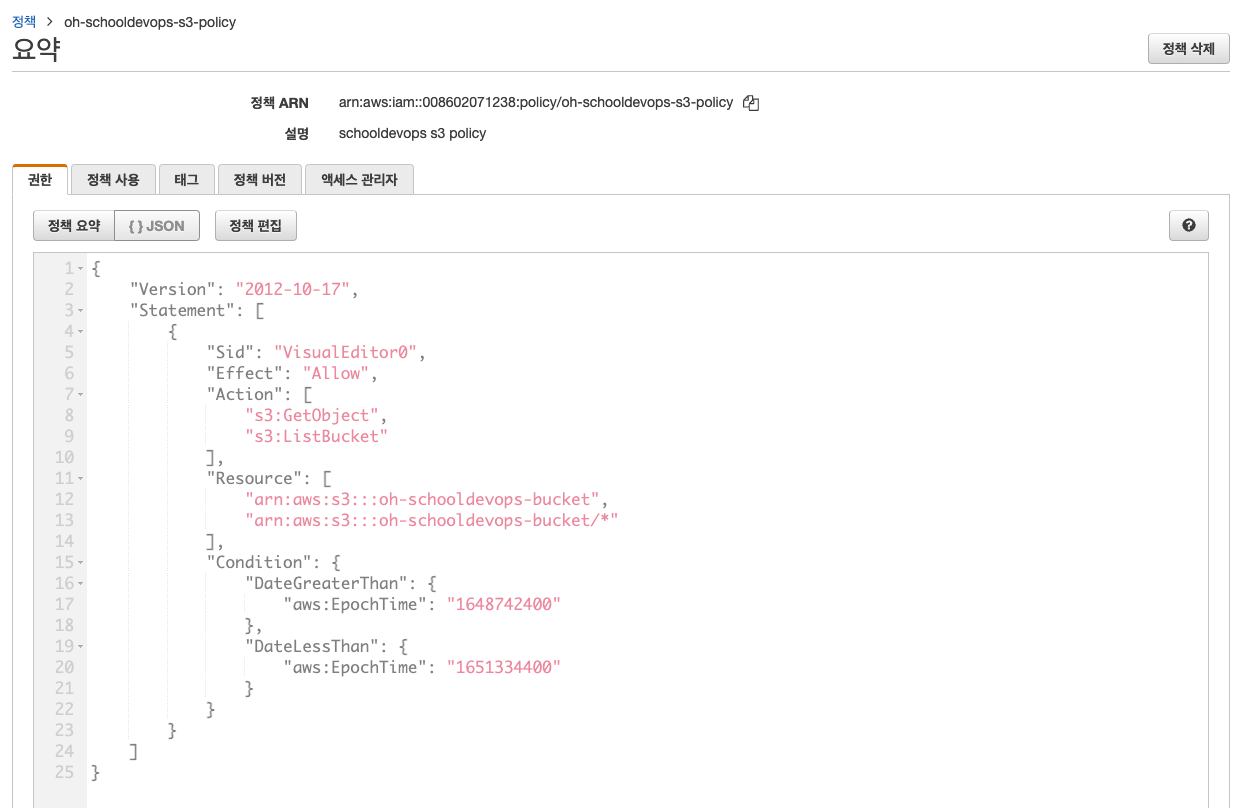 정책 > oh-schooldevops-s3-policy
요약
정책 삭제
정책 ARN arn:aws:iam::008602071238:policy/oh-schooldevops-s3-policy
설명 schooldevops s3 policy
권한 정책 사용 태그 정책 버전 액세스 관리자
정책 요약 { } JSON 정책 편집 ?
1 {
2 "Version": "2012-10-17",
3 "Statement": [
4 {
5 "Sid": "VisualEditor0",
6 "Effect": "Allow",
7 "Action": [
8 "s3:GetObject",
9 "s3:ListBucket"
10 ],
11 "Resource": [
12 "arn:aws:s3:::oh-schooldevops-bucket",
13 "arn:aws:s3:::oh-schooldevops-bucket/*"
14 ],
15 "Condition": {
16 "DateGreaterThan": {
17 "aws:EpochTime": "1648742400"
18 },
19 "DateLessThan": {
20 "aws:EpochTime": "1651334400"
21 }
22 }
23 }
24 ]
25 }